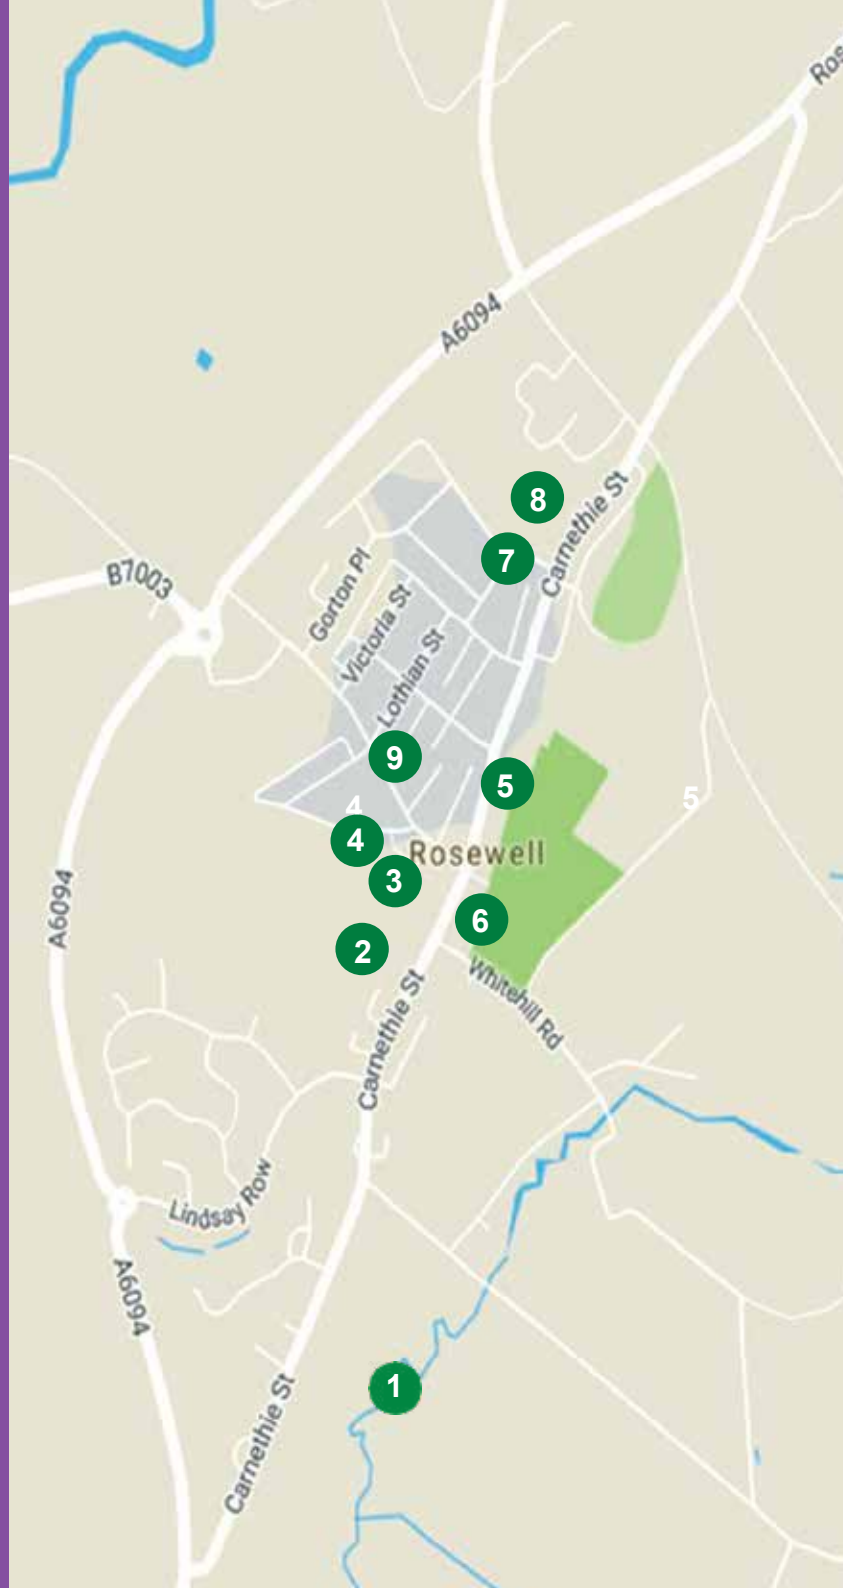 Ros
A6094
8
Carnethie St
7
B7003
Gorton Pl
Victoria St
Lothian St
9
5
5
4
4
Rosewell
3
A6094
6
2
Whitehill Rd
Carnethie St
Lindsay Row
A6094
1
Carnethie St